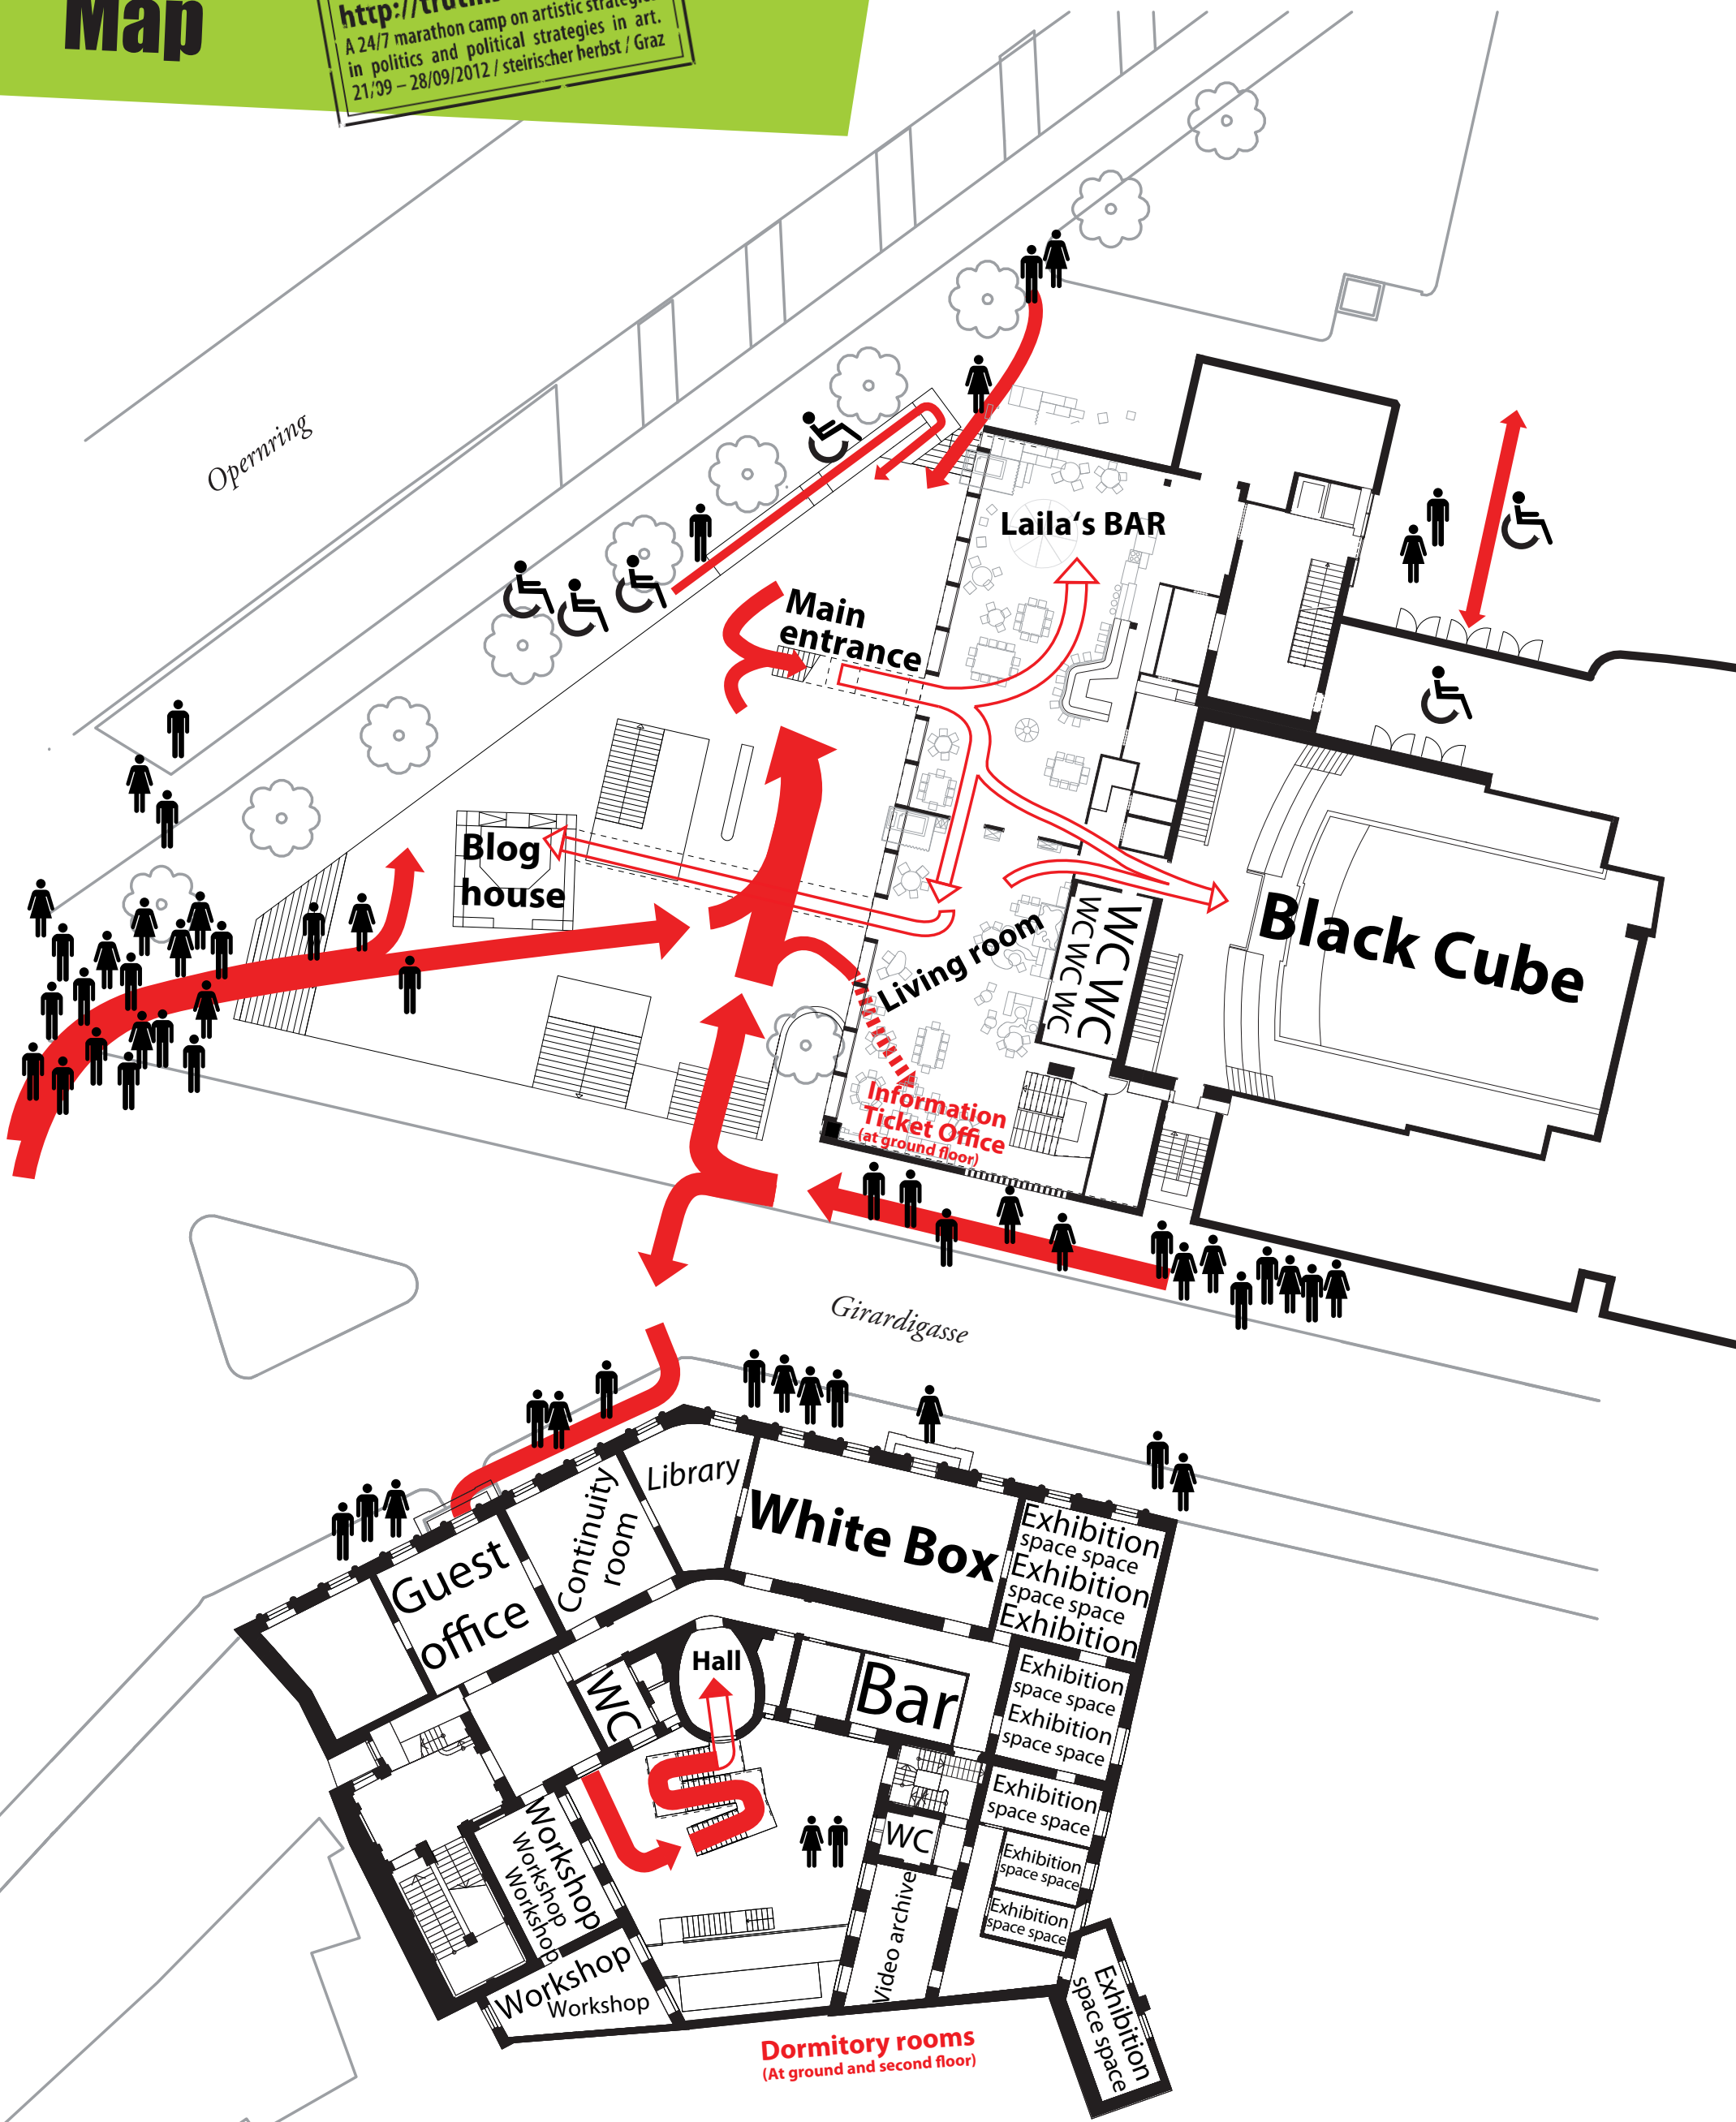 Map
A 24/7 marathon camp on artistic strategies
in politics and political strategies in art.
21/09 – 28/09/2012 / steirischer herbst / Graz
Opernring
Laila‘s BAR
Main
entrance
Blog
house
Black Cube
Living room
WC WC
WC WC WC
Information
Ticket Office
(at ground floor)
Girardigasse
Library
Continuity
room
White Box
Guest
office
Exhibition
space space
Exhibition
space space
Exhibition
Hall
WC
Bar
Exhibition
space space
Exhibition
space space
Exhibition
space space
WC
Exhibition
space space
Exhibition
space space
Workshop
Workshop
Workshop
Workshop
Workshop
Video archive
Exhibition
space space
Dormitory rooms
(At ground and second floor)